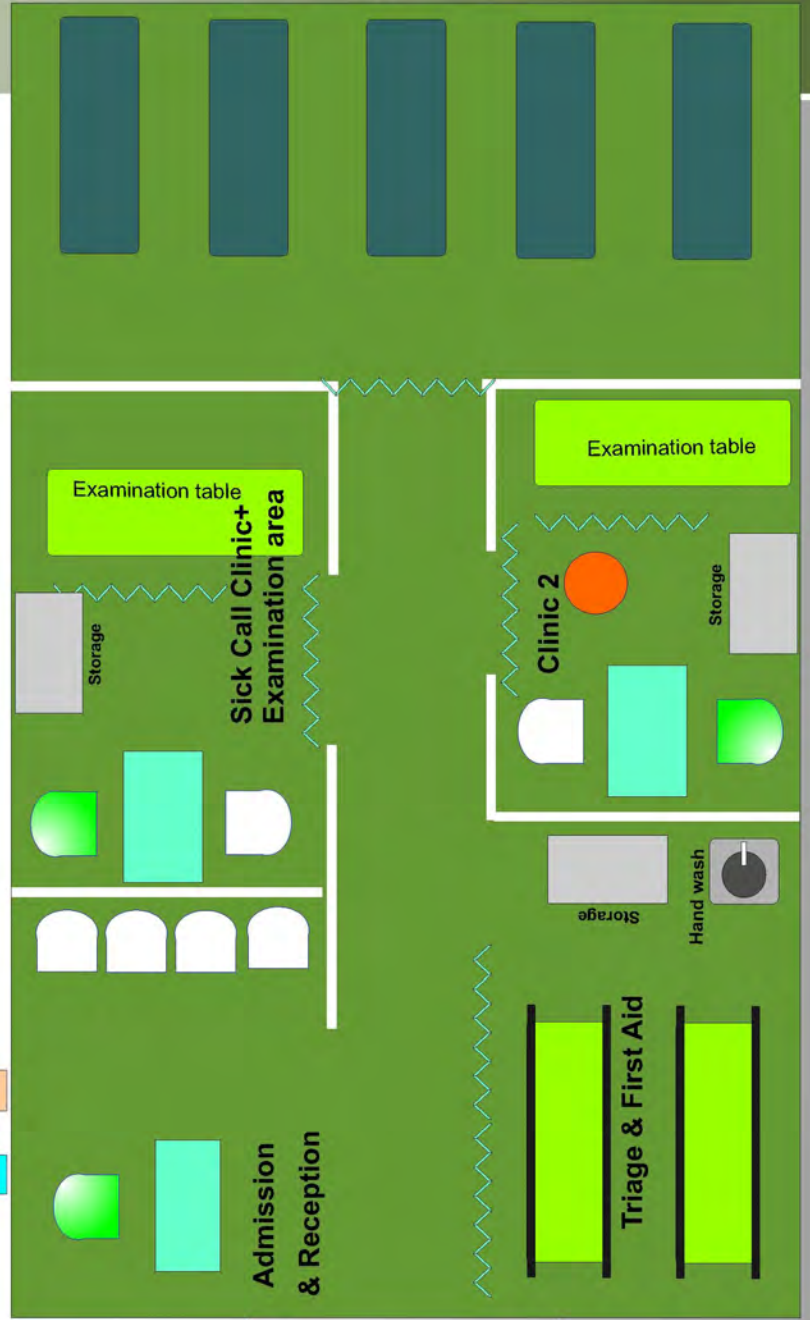 Examination table
Examination table
Sick Call Clinic+
Examination area
Storage
Clinic 2
Storage
Storage
Hand wash
Admission
& Reception
Triage & First Aid